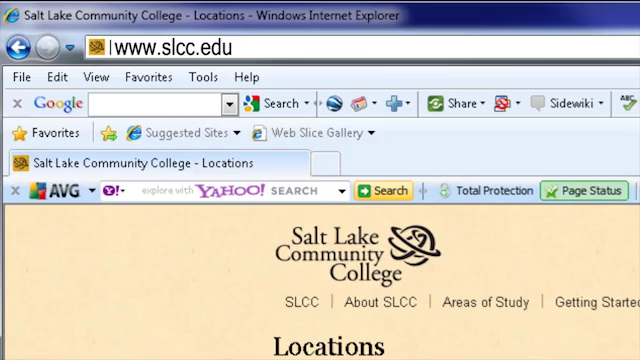 Salt Lake Community College - Locations - Windows Internet Explorer
www.slcc.edu
File Edit View Favorites Tools Help
Google Search Share Sidewiki ABC
Favorites Suggested Sites Web Slice Gallery
Salt Lake Community College - Locations
AVG Y! explore with YAHOO! SEARCH Search Total Protection Page Status
Salt Lake
Community
College
SLCC | About SLCC | Areas of Study | Getting Starte
Locations